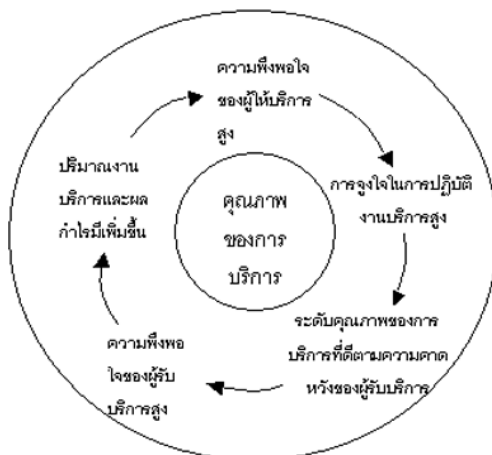 ความพึงพอใจ
ของผู้ให้บริการ
สูง
การจูงใจในการปฏิบัติ
งานบริการสูง
ระดับคุณภาพของการ
บริการที่ดีตามความคาด
หวังของผู้รับบริการ
ความพึงพอ
ใจของผู้รับ
บริการสูง
ปริมาณงาน
บริการและผล
กำไรมีเพิ่มขึ้น
คุณภาพ
ของการ
บริการ